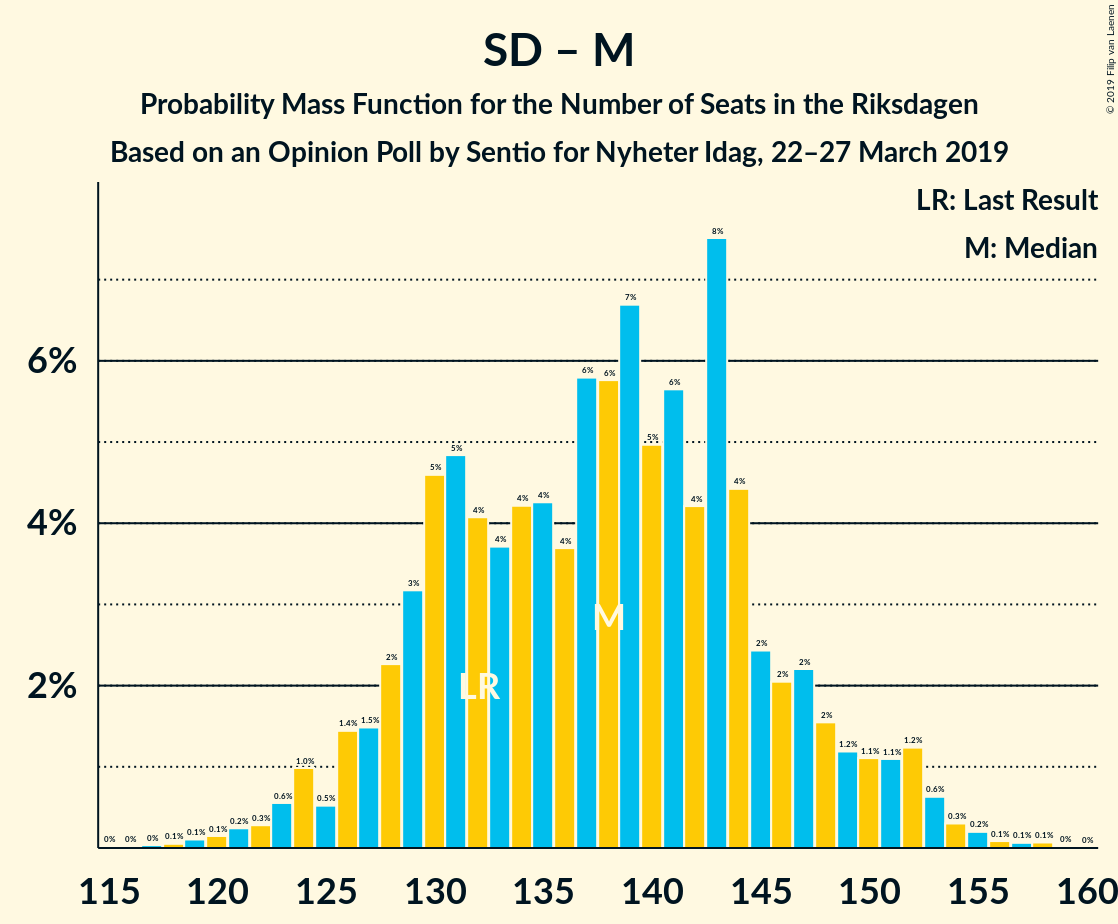 SD – M
Probability Mass Function for the Number of Seats in the Riksdagen
Based on an Opinion Poll by Sentio for Nyheter Idag, 22–27 March 2019
© 2019 Filip van Laenen
LR: Last Result
M: Median
6%
4%
2%
0% 0% 0% 0.1% 0.1% 0.1% 0.2% 0.3% 0.6% 1.0% 0.5% 1.4% 1.5% 2% 3% 5% 5% 4% 4% 4% 4% 4% 6% 6% 7% 5% 6% 4% 8% 4% 2% 2% 2% 2% 1.2% 1.1% 1.1% 1.2% 0.6% 0.3% 0.2% 0.1% 0.1% 0.1% 0% 0%
M
LR
115 120 125 130 135 140 145 150 155 160